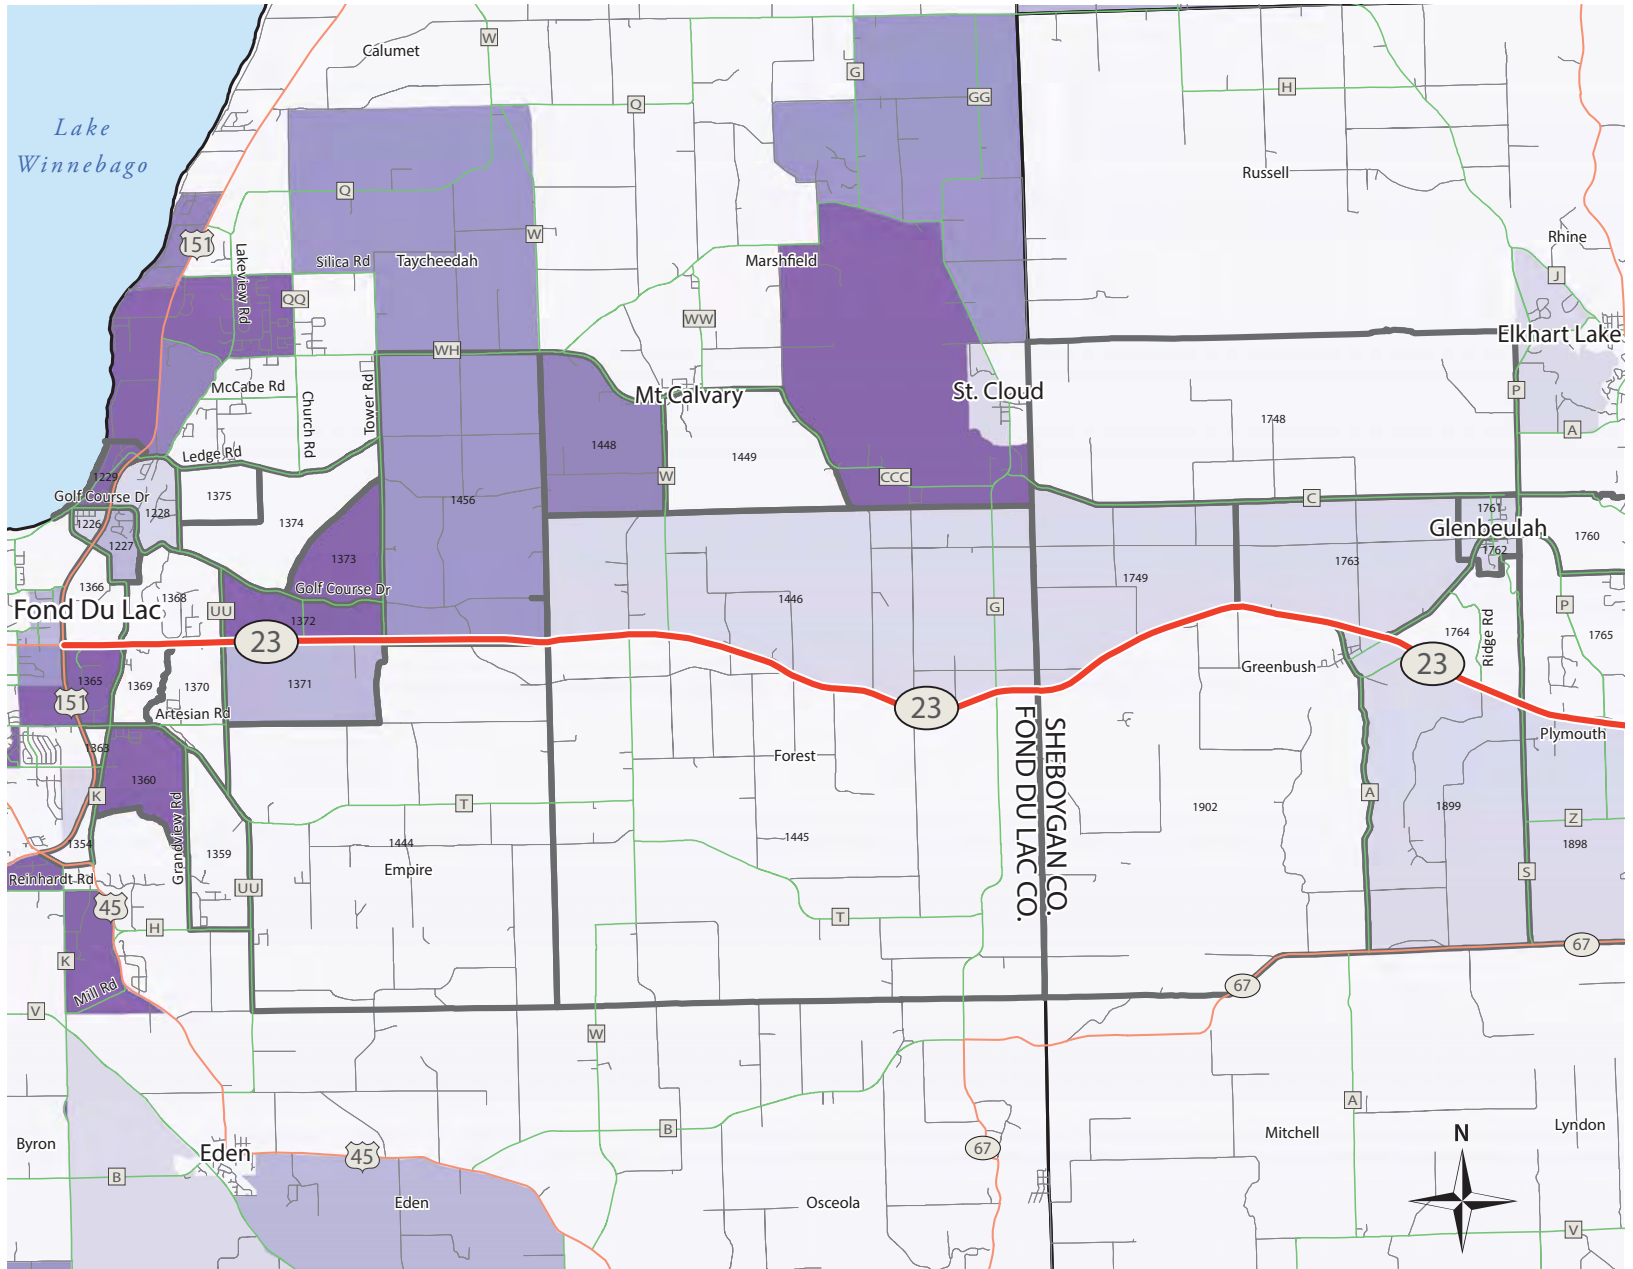 Calumet
W
G
Q
GG
H
Lake
Winnebago
Q
Russell
W
151
Lakeview Rd
Silica Rd
Taycheedah
Marshfield
Rhine
J
QQ
WW
Elkhart Lake
WH
McCabe Rd
Tower Rd
Church Rd
Mt Calvary
St. Cloud
P
1748
A
1448
Ledge Rd
1449
1229
W
CCC
Golf Course Dr
1375
1456
C
1761
1226
1228
1374
Glenbeulah
1760
1227
1373
1762
1763
1366
Golf Course Dr
1749
1368
1446
Fond Du Lac
UU
G
P
1372
1764
Ridge Rd
1765
23
Greenbush
23
1365
1369
1370
1371
151
Artesian Rd
23
FOND DU LAC CO.
SHEBOYGAN CO.
Plymouth
1363
Forest
1360
K
T
A
1902
1899
Z
1354
Grandview Rd
1359
1444
1445
1898
Empire
Reinhardt Rd
UU
S
45
H
T
67
K
Mill Rd
67
V
W
A
B
Byron
Eden
45
67
Mitchell
N
Lyndon
B
Eden
Osceola
V